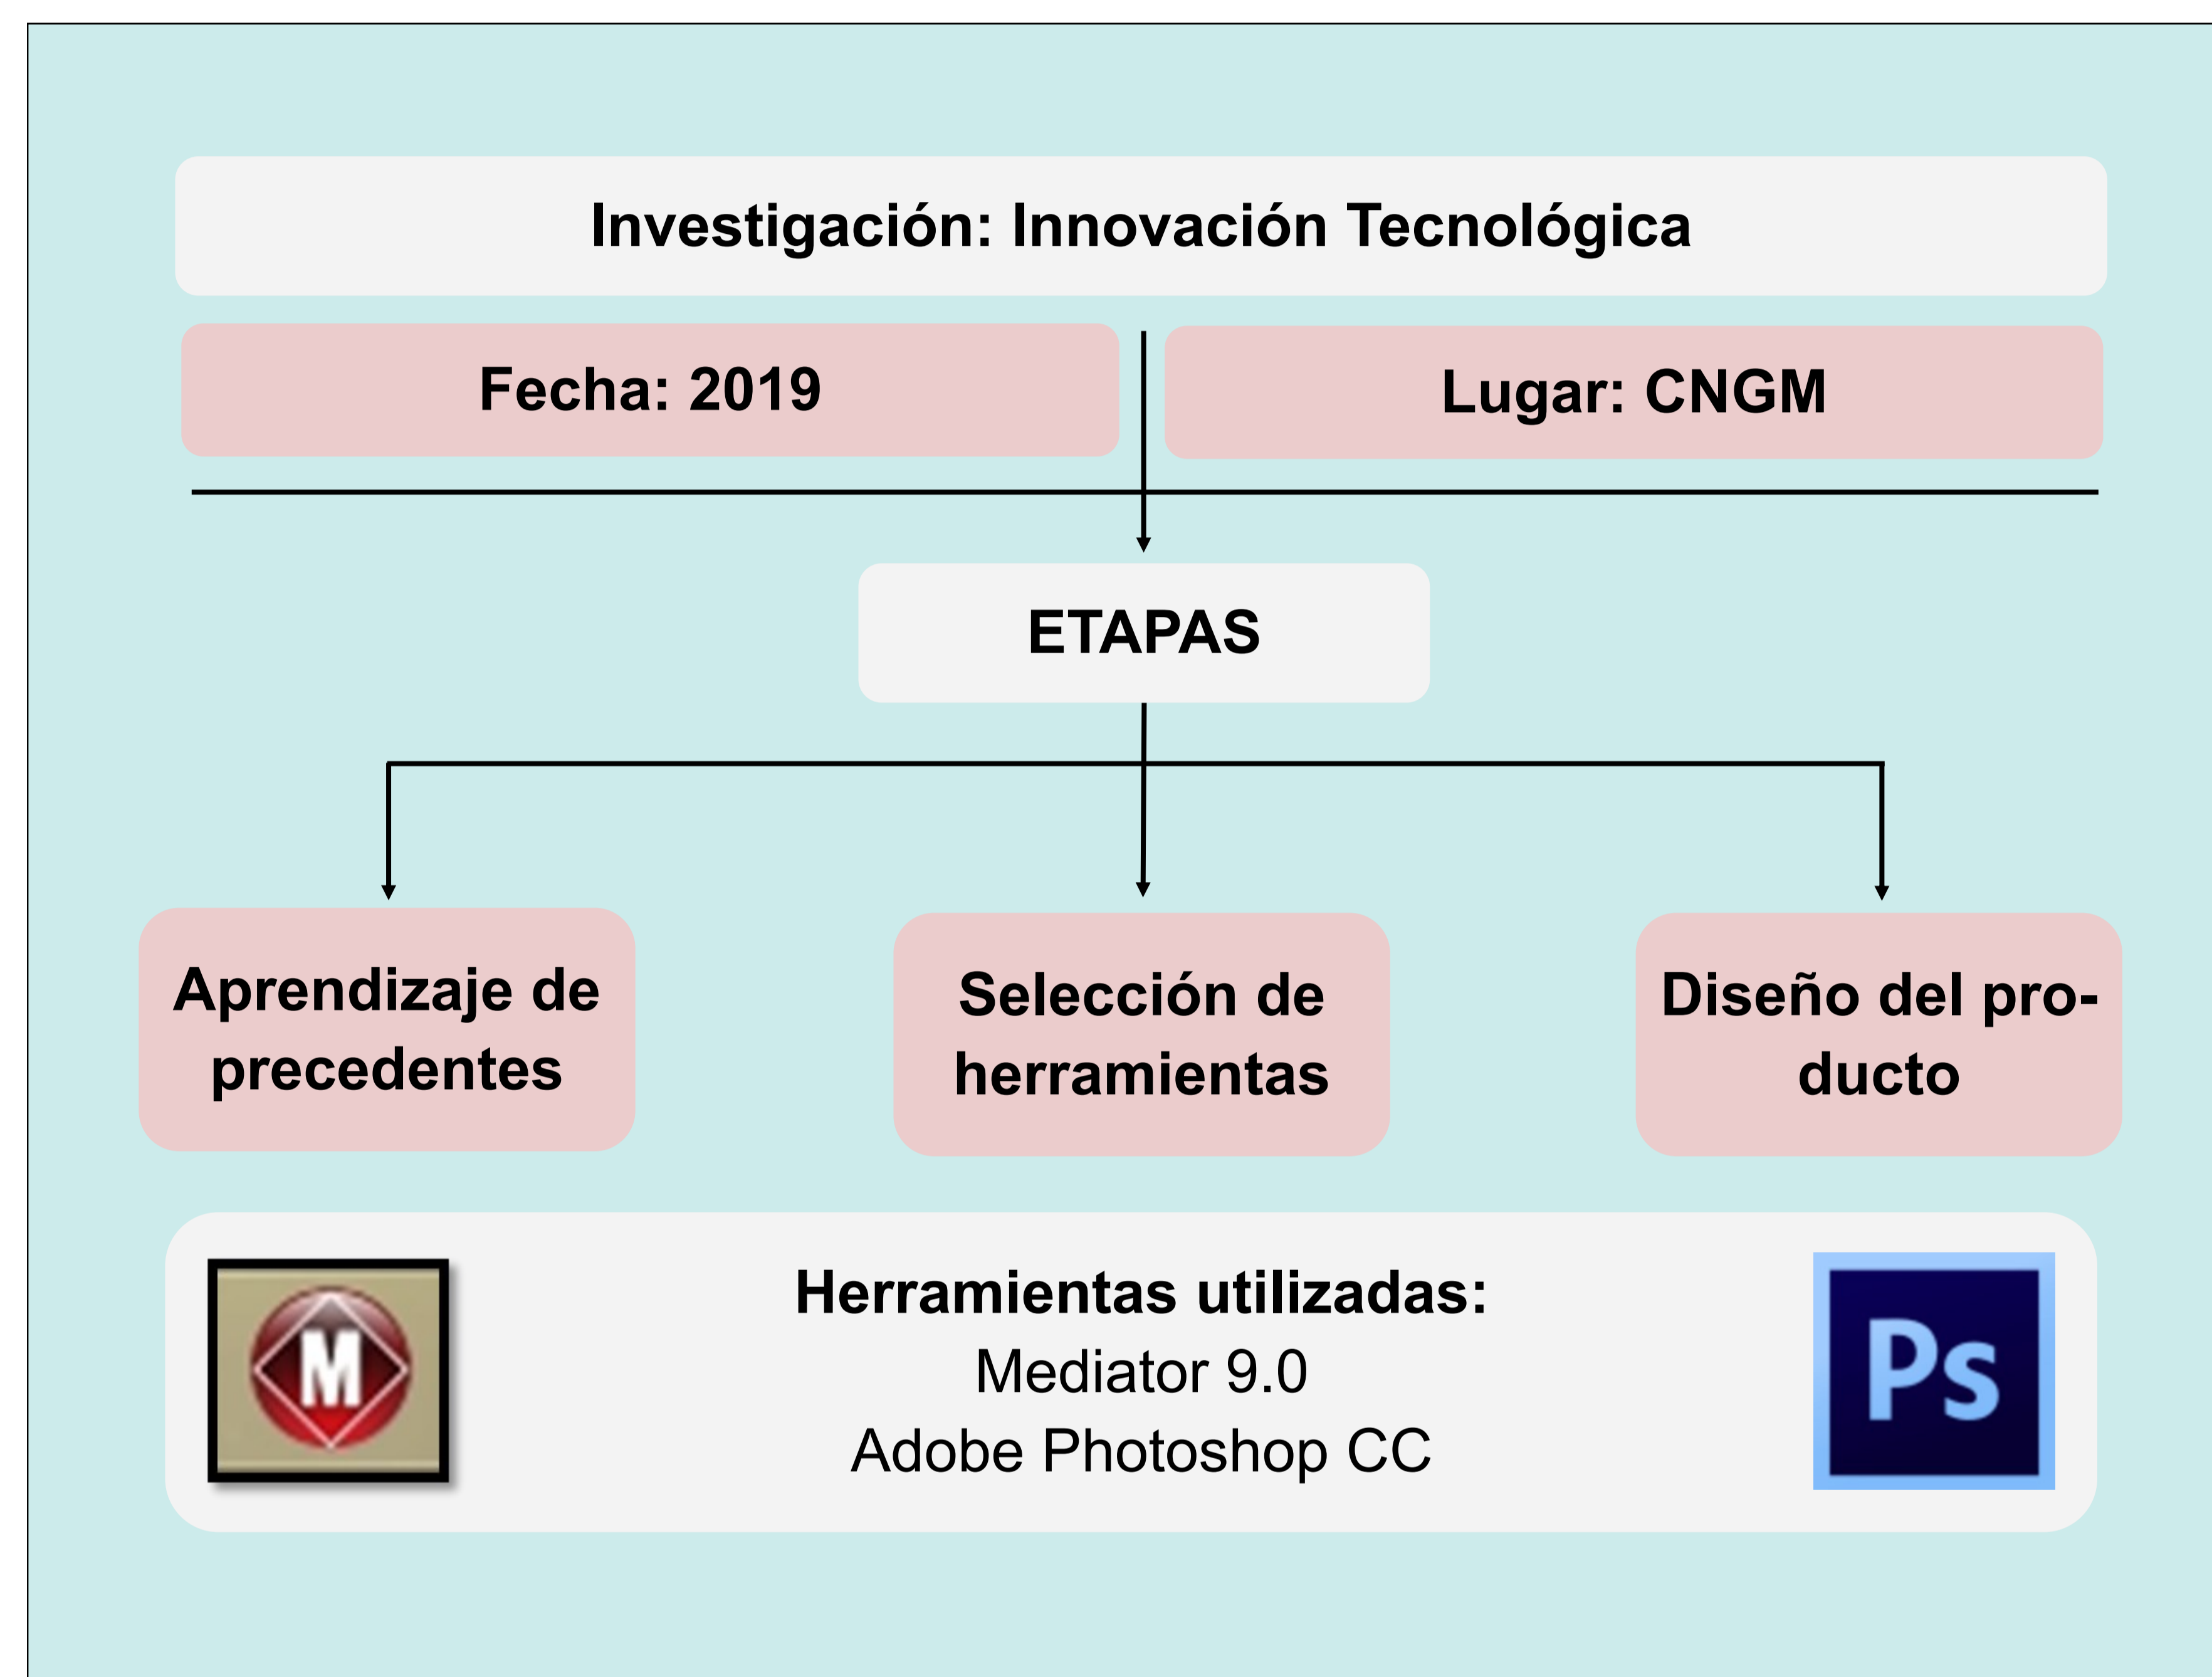 Investigación: Innovación Tecnológica
Fecha: 2019
Lugar: CNGM
ETAPAS
Aprendizaje de
precedentes
Selección de
herramientas
Diseño del pro-
ducto
M
Herramientas utilizadas:
Mediator 9.0
Adobe Photoshop CC
Ps